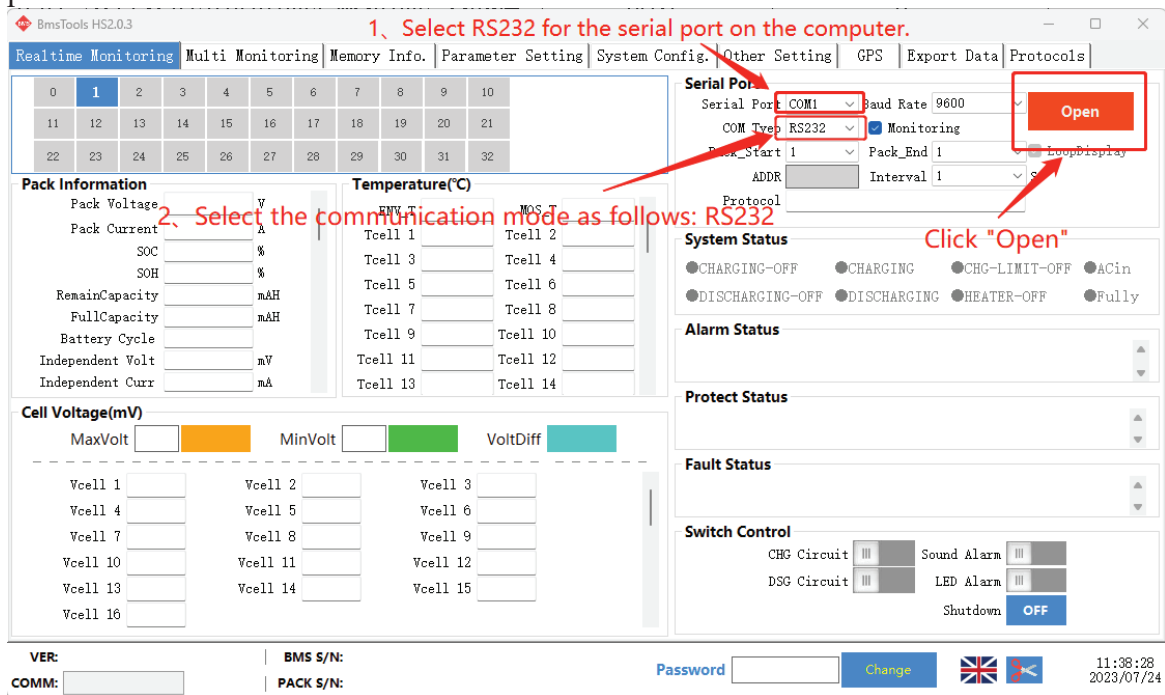 BmsTools HS2.0.3
1、Select RS232 for the serial port on the computer.
Realtime Monitoring Multi Monitoring Memory Info. Parameter Setting System Config. Other Setting GPS Export Data Protocols
0 1 2 3 4 5 6 7 8 9 10
11 12 13 14 15 16 17 18 19 20 21
22 23 24 25 26 27 28 29 30 31 32
Serial Port
Serial Port COM1 Baud Rate 9600
Open
COM Tyep RS232 Monitoring
Pack_Start 1 Pack_End 1 LoopDisplay
ADDR Interval 1 S
Protocol
2、Select the communication mode as follows: RS232
Click "Open"
Pack Information
Pack Voltage V
Pack Current A
SOC %
SOH %
RemainCapacity mAH
FullCapacity mAH
Battery Cycle
Independent Volt mV
Independent Curr mA
Temperature(℃)
ENV_T MOS_T
Tcell 1 Tcell 2
Tcell 3 Tcell 4
Tcell 5 Tcell 6
Tcell 7 Tcell 8
Tcell 9 Tcell 10
Tcell 11 Tcell 12
Tcell 13 Tcell 14
System Status
CHARGING-OFF CHARGING CHG-LIMIT-OFF ACin
DISCHARGING-OFF DISCHARGING HEATER-OFF Fully
Alarm Status
Protect Status
Fault Status
Cell Voltage(mV)
MaxVolt MinVolt VoltDiff
Vcell 1 Vcell 2 Vcell 3
Vcell 4 Vcell 5 Vcell 6
Vcell 7 Vcell 8 Vcell 9
Vcell 10 Vcell 11 Vcell 12
Vcell 13 Vcell 14 Vcell 15
Vcell 16
Switch Control
CHG Circuit Sound Alarm
DSG Circuit LED Alarm
Shutdown OFF
VER: BMS S/N:
COMM: PACK S/N:
Password Change
11:38:28
2023/07/24